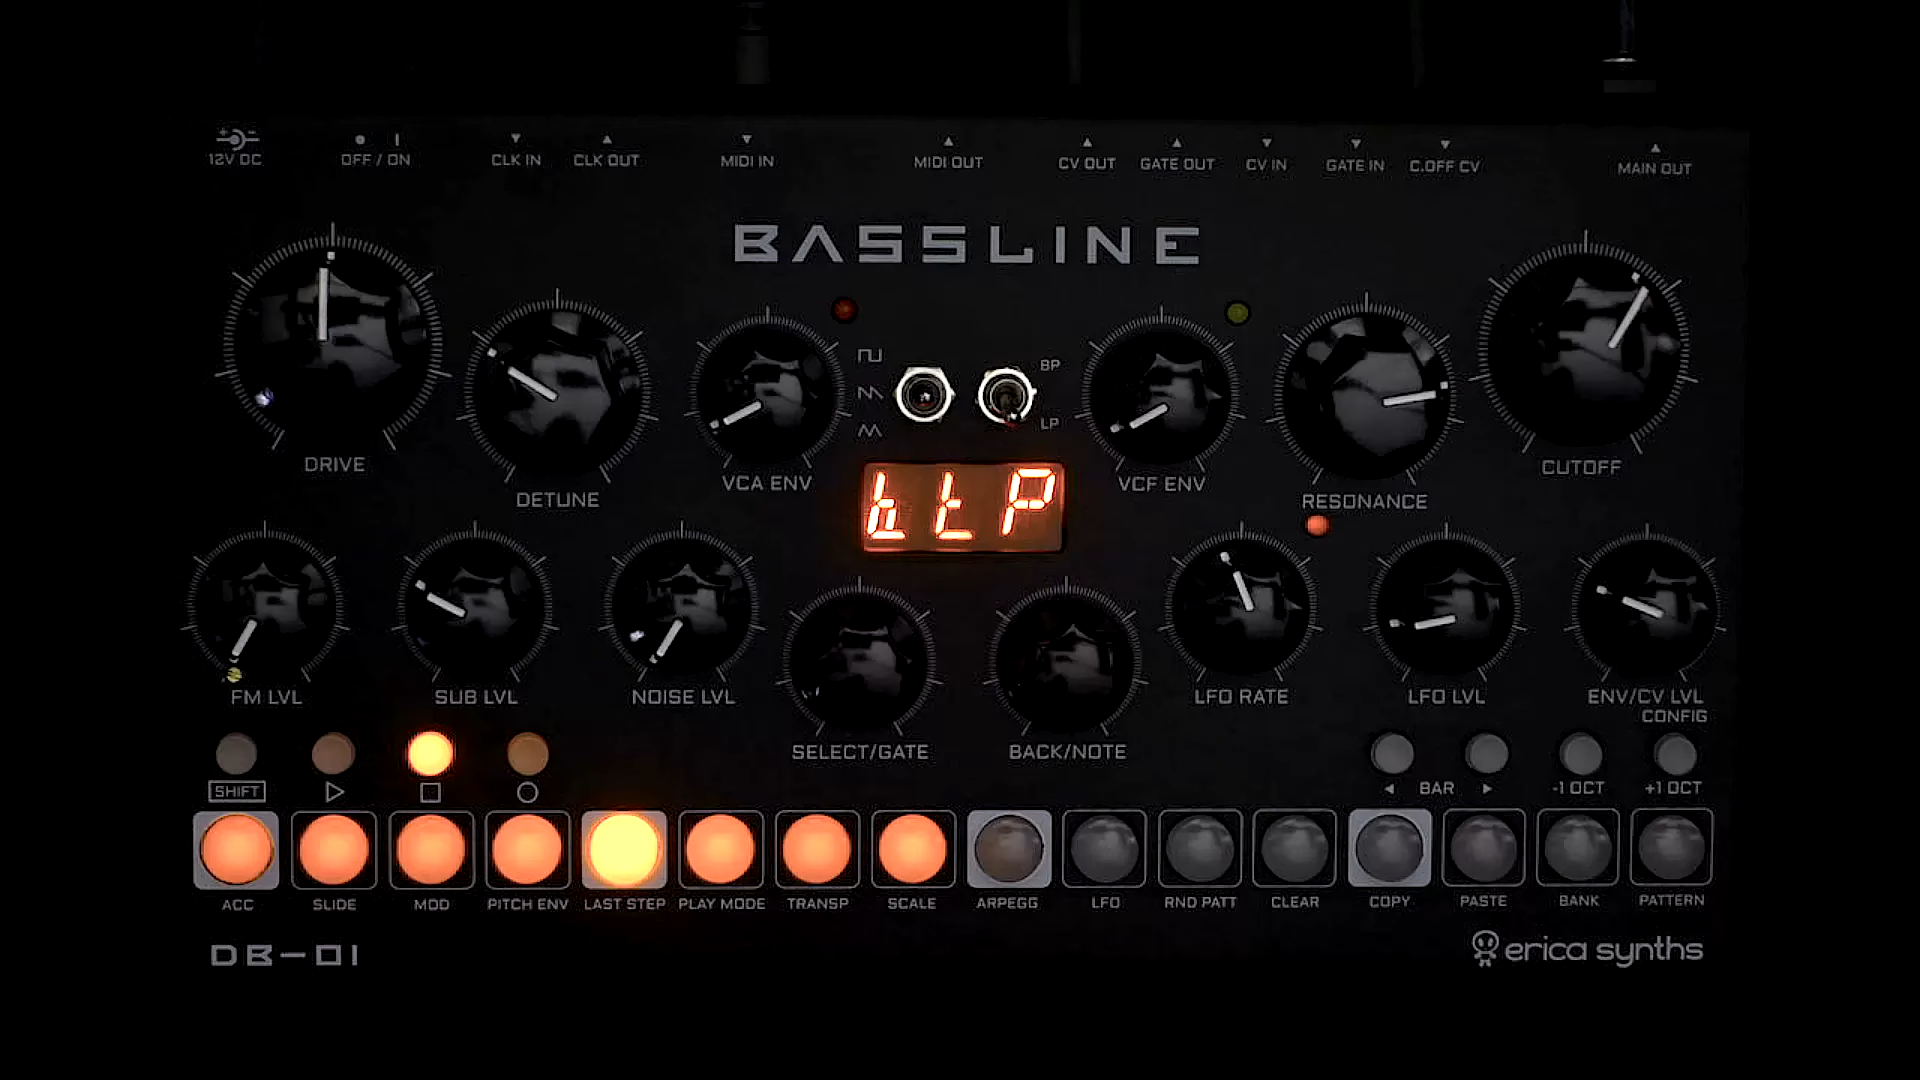 12V DC OFF / ON CLK IN CLK OUT MIDI IN MIDI OUT CV OUT GATE OUT CV IN GATE IN C.OFF CV MAIN OUT
BASSLINE
BP
LP
DRIVE DETUNE VCA ENV VCF ENV RESONANCE CUTOFF
FM LVL SUB LVL NOISE LVL LFO RATE LFO LVL ENV/CV LVL
CONFIG
SELECT/GATE BACK/NOTE
SHIFT BAR -1 OCT +1 OCT
ACC SLIDE MOD PITCH ENV LAST STEP PLAY MODE TRANSP SCALE ARPEGG LFO RND PATT CLEAR COPY PASTE BANK PATTERN
DB-01 erica synths